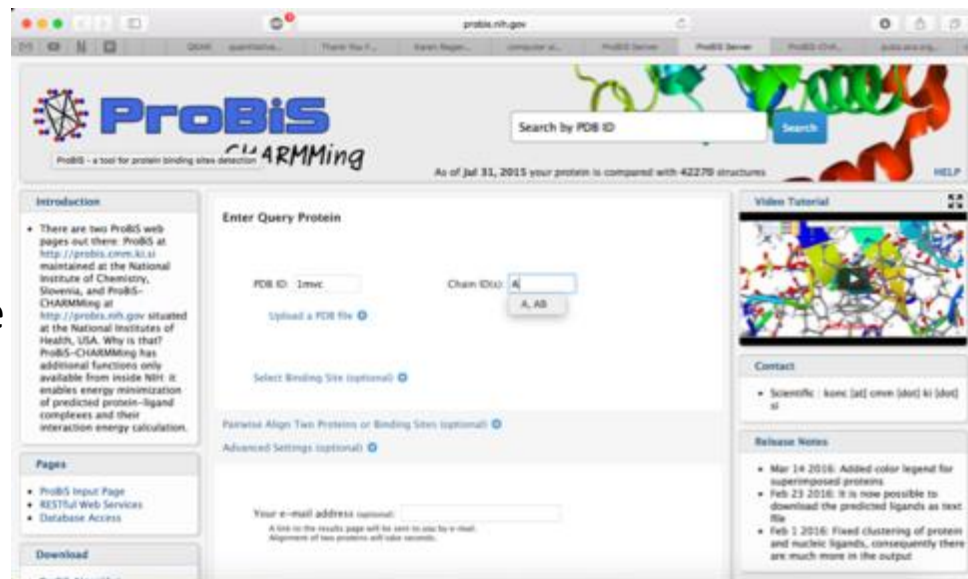 probis.nih.gov
ProBiS Server
ProBiS Server
ProBiS
CHARMMing
ProBiS - a tool for protein binding sites detection
Search by PDB ID
Search
As of Jul 31, 2015 your protein is compared with 42270 structures
HELP
Introduction
There are two ProBiS web
pages out there: ProBiS at
http://probis.cmm.ki.si
maintained at the National
Institute of Chemistry,
Slovenia, and ProBiS-
CHARMMing at
http://probis.nih.gov situated
at the National Institutes of
Health, USA. Why is that?
ProBiS-CHARMMing has
additional functions only
available from inside NIH: it
enables energy minimization
of predicted protein-ligand
complexes and their
interaction energy calculation.
Pages
ProBiS Input Page
RESTful Web Services
Database Access
Download
e
Enter Query Protein
PDB ID: 1mvc
Chain ID(s): A
A, AB
Upload a PDB file
Select Binding Site (optional)
Pairwise Align Two Proteins or Binding Sites (optional)
Advanced Settings (optional)
Your e-mail address (optional):
A link to the results page will be sent to you by e-mail.
Alignment of two proteins will take seconds.
Video Tutorial
Contact
Scientific : konc [at] cmm [dot] ki [dot]
si
Release Notes
Mar 14 2016: Added color legend for
superimposed proteins
Feb 23 2016: It is now possible to
download the predicted ligands as text
file
Feb 1 2016: Fixed clustering of protein
and nucleic ligands, consequently there
are much more in the output